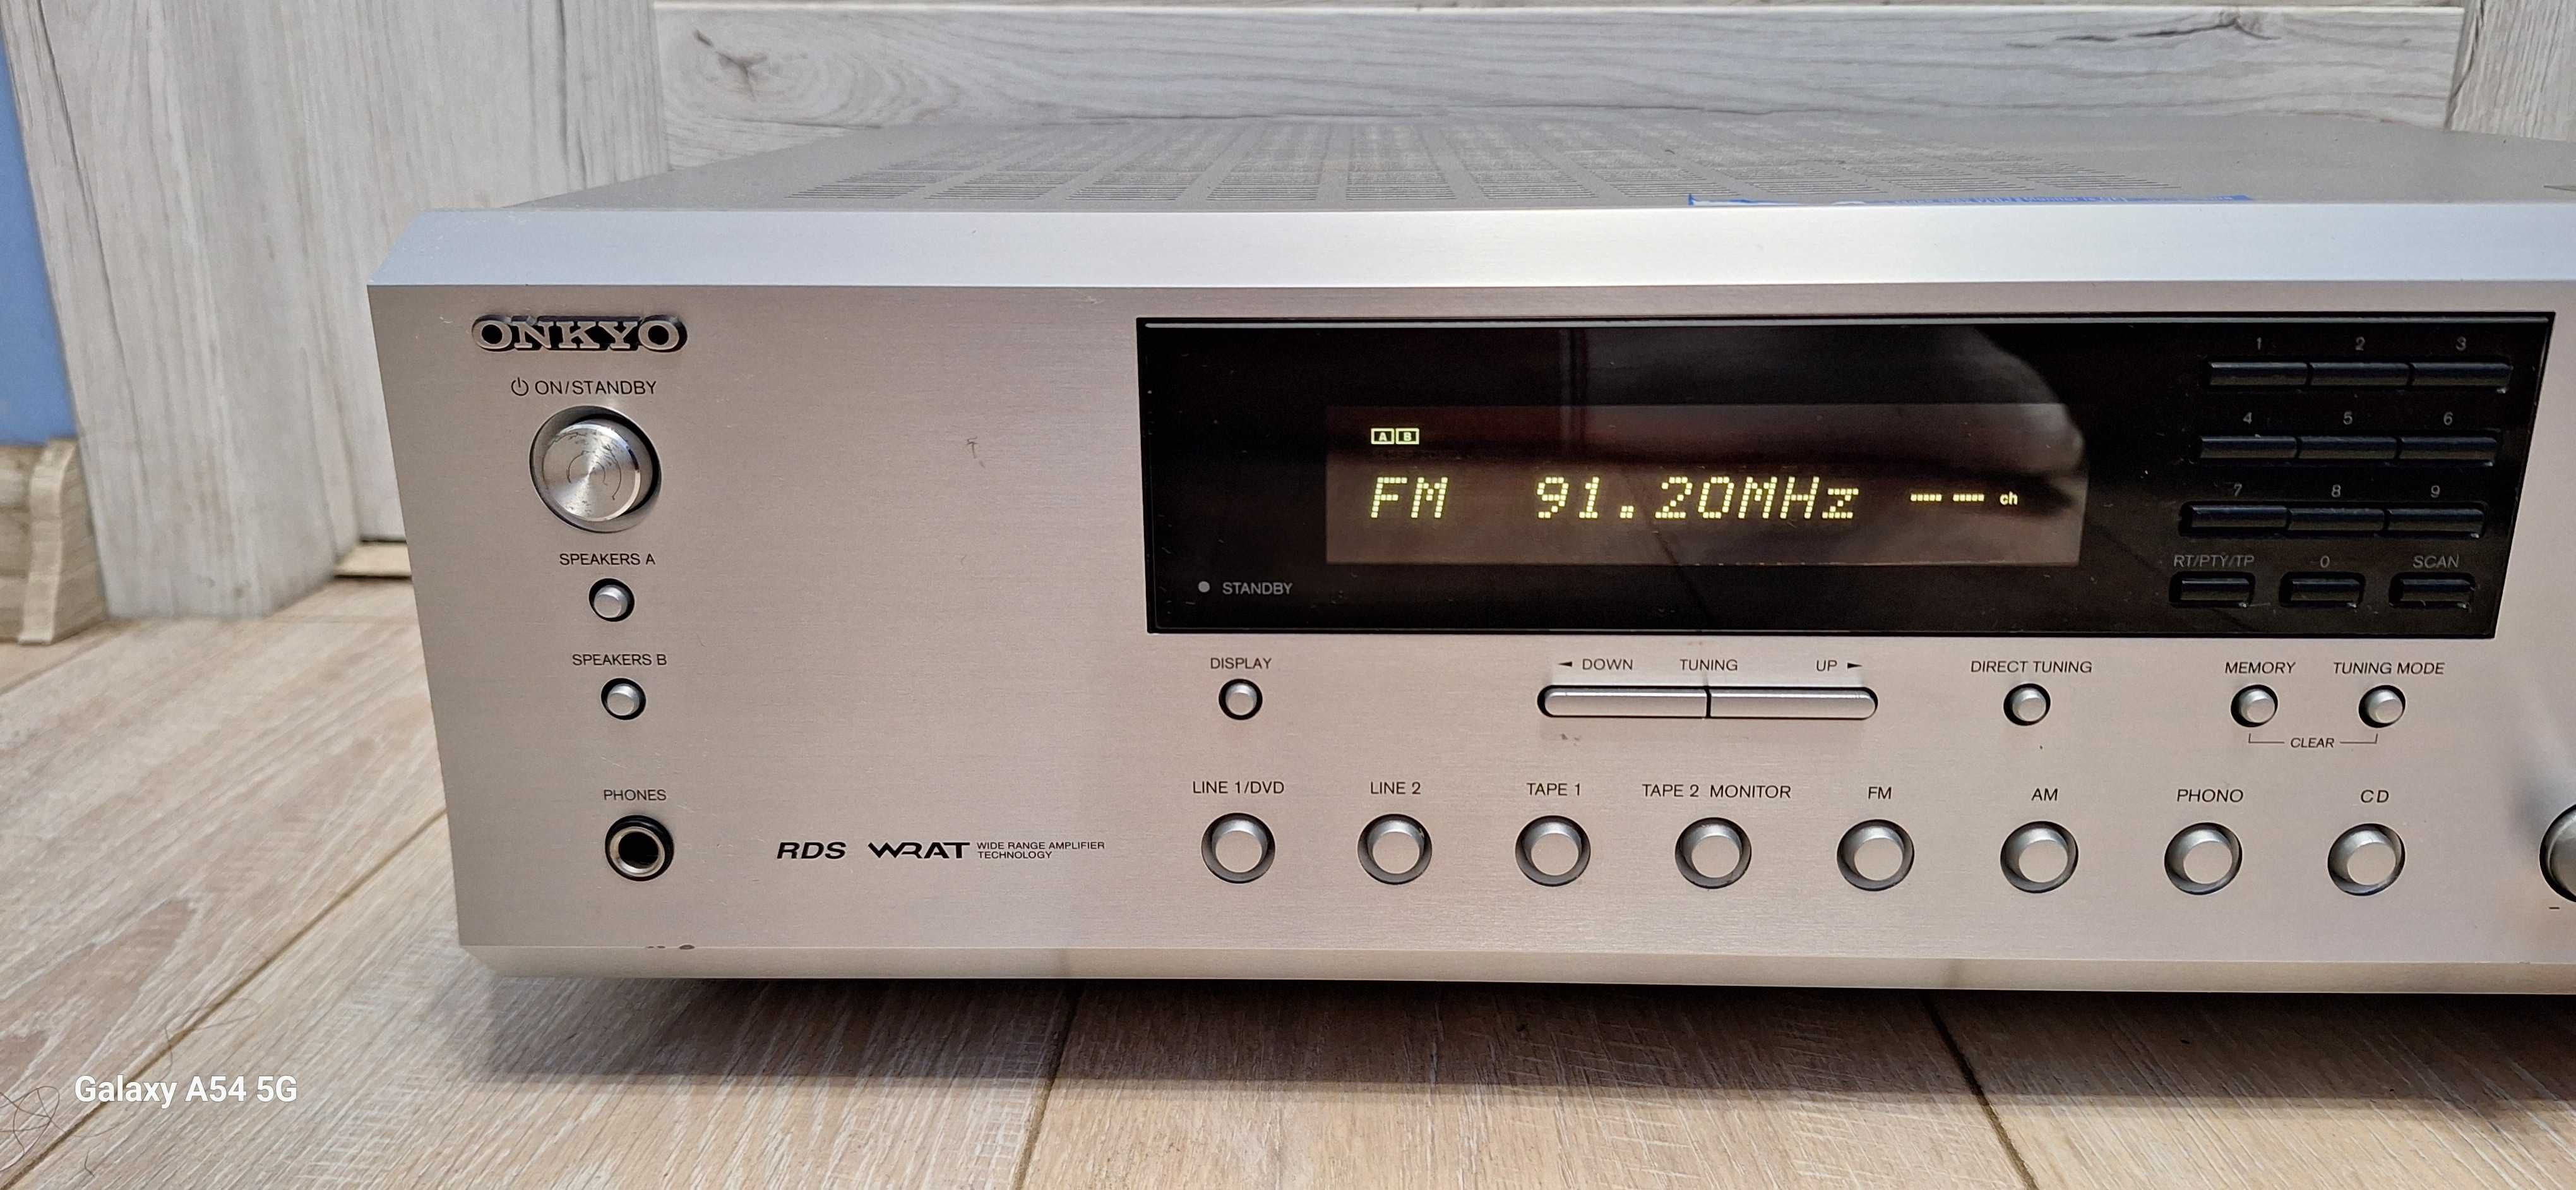 ONKYO
ON/STANDBY
SPEAKERS A
SPEAKERS B
PHONES
RDS WRAT WIDE RANGE AMPLIFIER
TECHNOLOGY
A B
FM 91.20MHz -- -- ch
STANDBY
1 2 3
4 5 6
7 8 9
RT/PTY/TP 0 SCAN
DISPLAY
◄ DOWN TUNING UP ►
DIRECT TUNING
MEMORY TUNING MODE
CLEAR
LINE 1/DVD LINE 2 TAPE 1 TAPE 2 MONITOR FM AM PHONO CD
Galaxy A54 5G